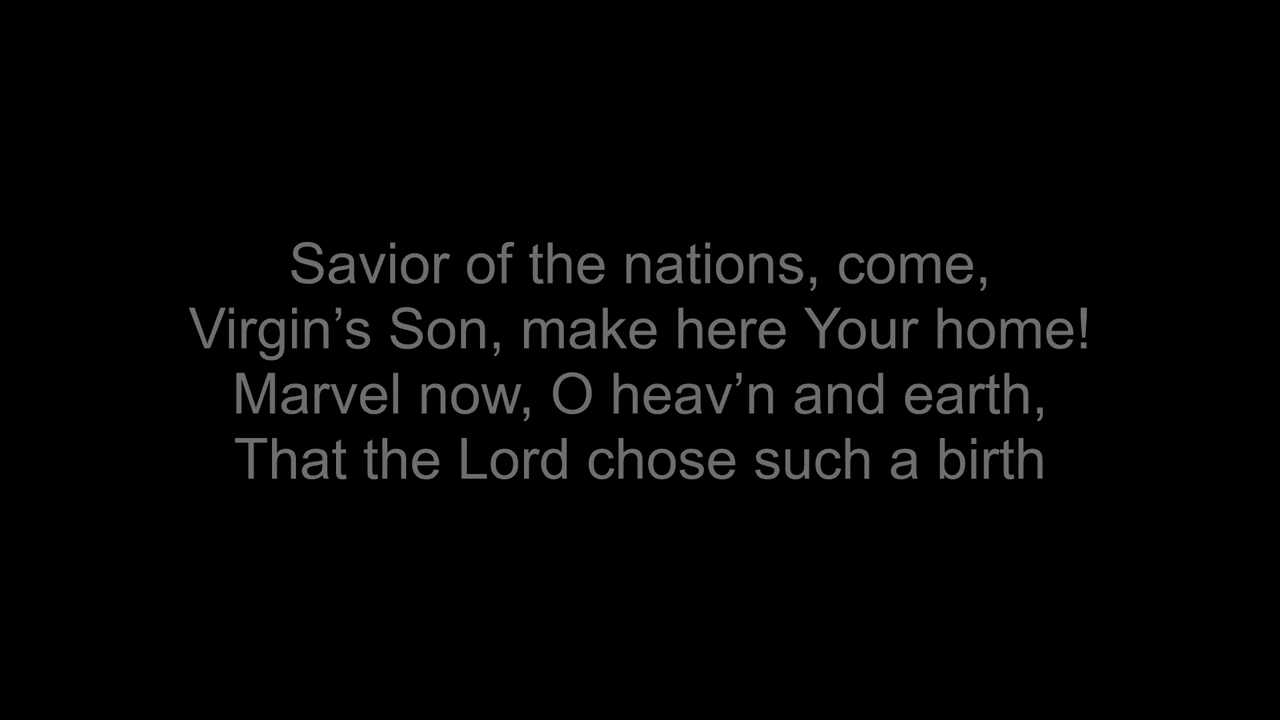 Savior of the nations, come,
Virgin’s Son, make here Your home!
Marvel now, O heav’n and earth,
That the Lord chose such a birth